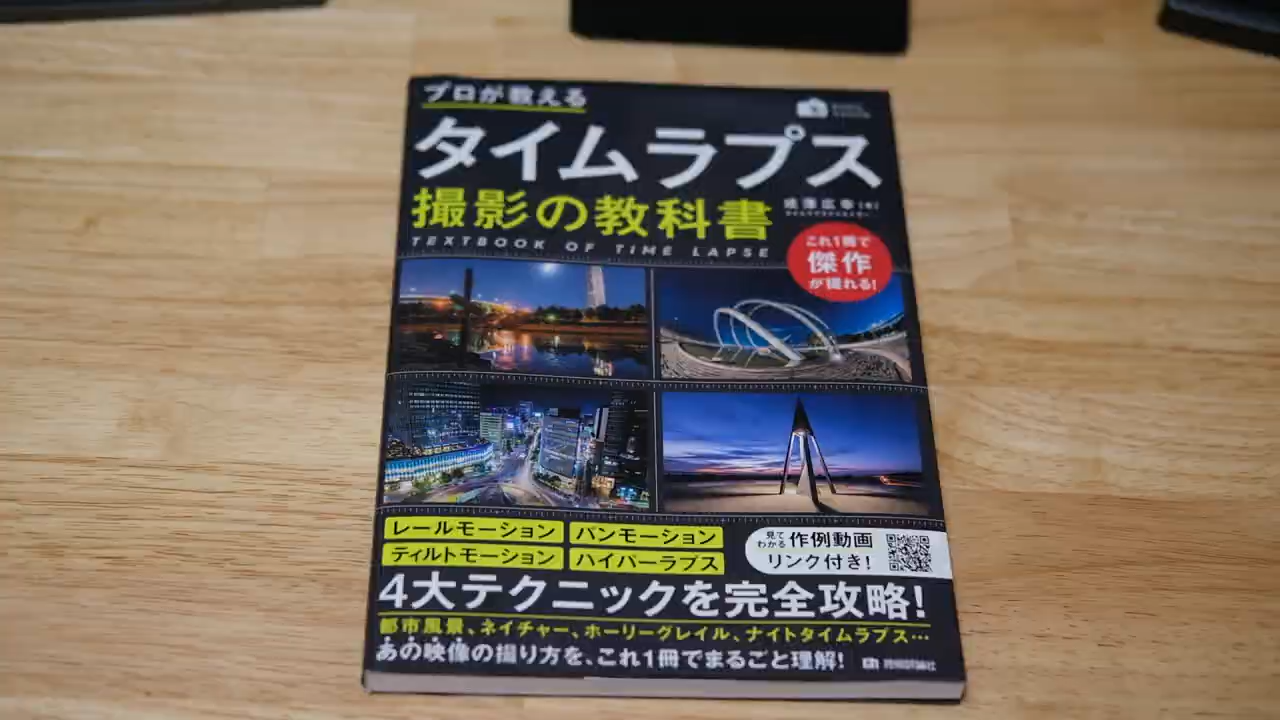 プロが教える
タイムラプス
撮影の教科書
TEXTBOOK OF TIME LAPSE
広幸
これ1冊で
傑作
が撮れる!
レールモーション
パンモーション
ティルトモーション
ハイパーラプス
見て
わかる
作例動画
リンク付き!
4大テクニックを完全攻略!
都市風景、ネイチャー、ホーリーグレイル、ナイトタイムラプス…
あの映像の撮り方を、これ1冊でまるごと理解!
技術評論社